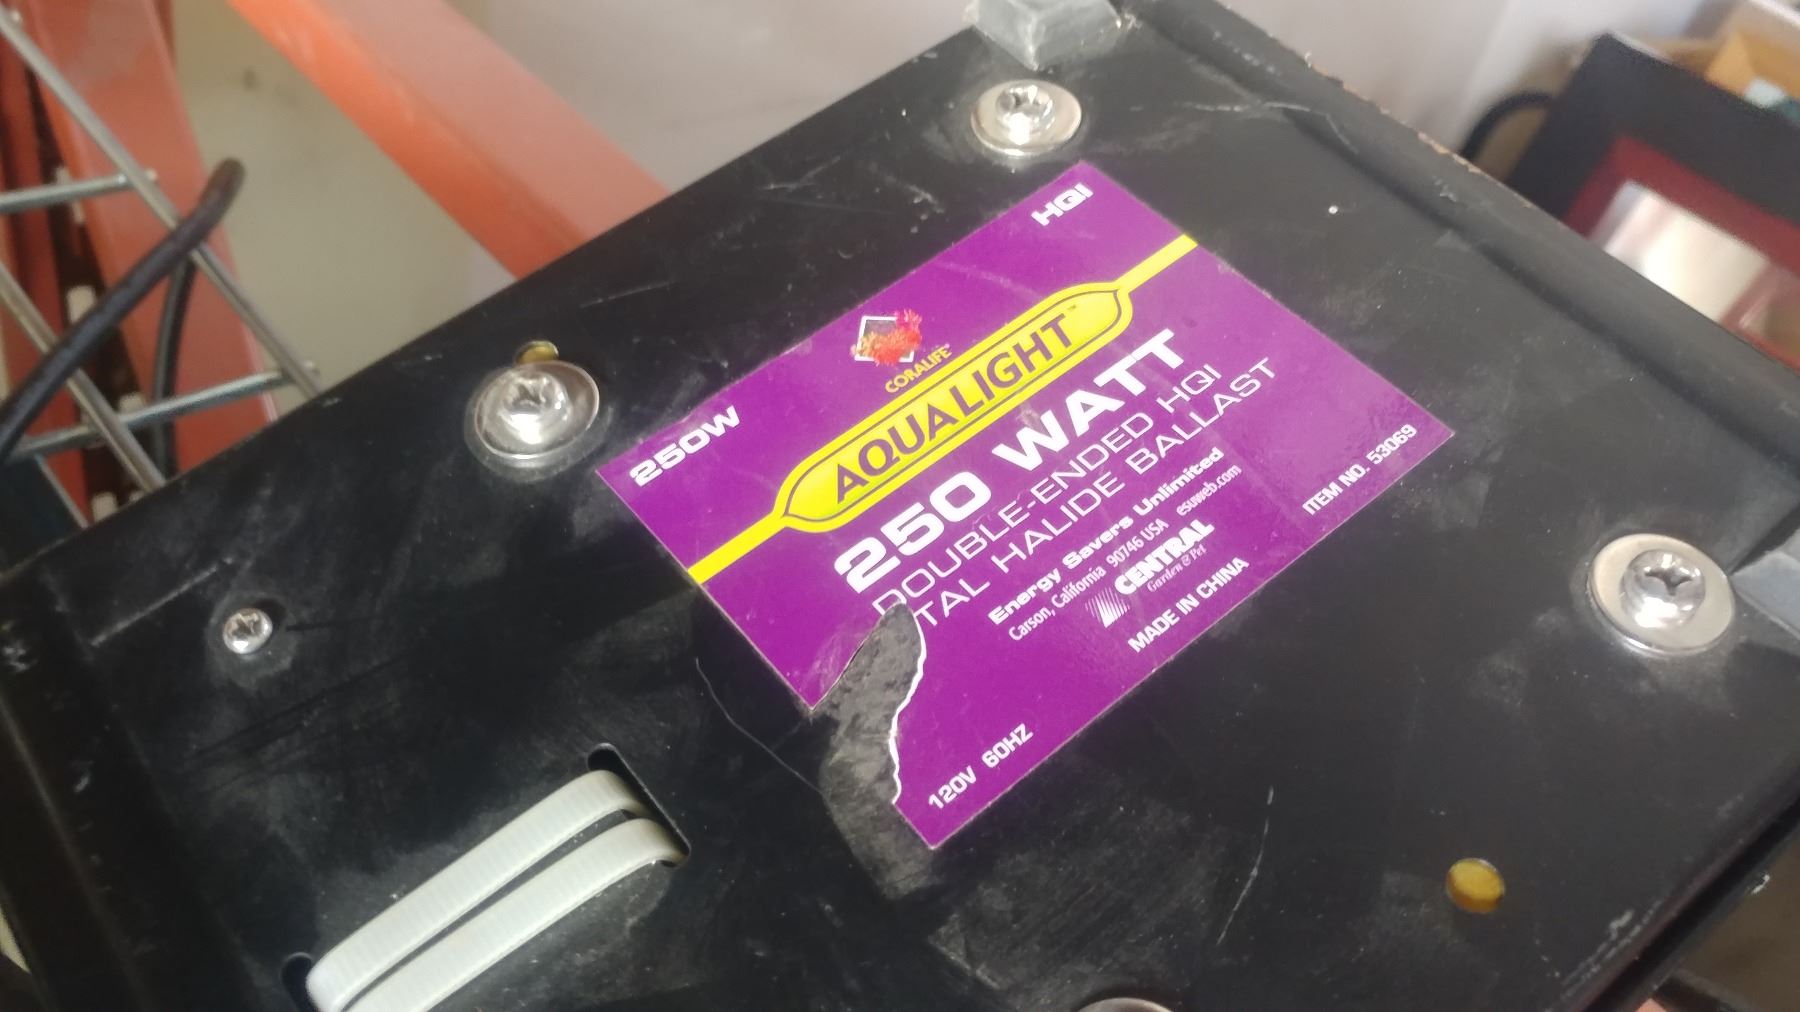 250W
HQI
CORALIFE
AQUALIGHT™
250 WATT
DOUBLE-ENDED HQI
TAL HALIDE BALLAST
Energy Savers Unlimited
Carson, California 90746 USA esuweb.com
CENTRAL
Garden & Pet
MADE IN CHINA
120V 60HZ
ITEM NO. 53069